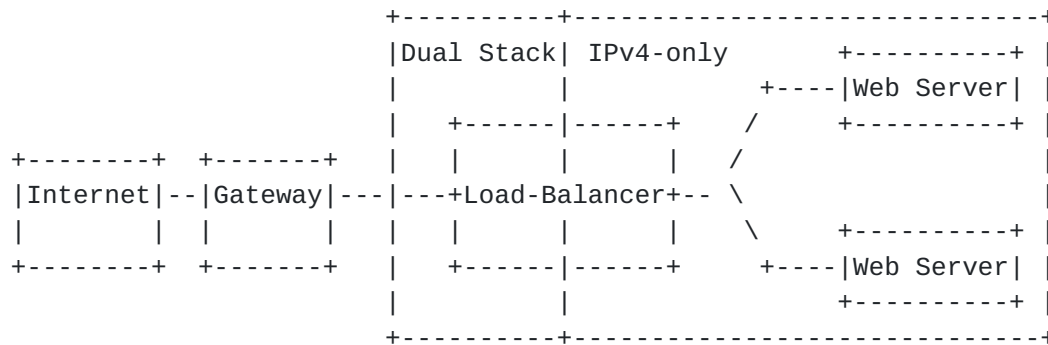 Dual Stack IPv4-only
Web Server
Internet Gateway Load-Balancer
Web Server